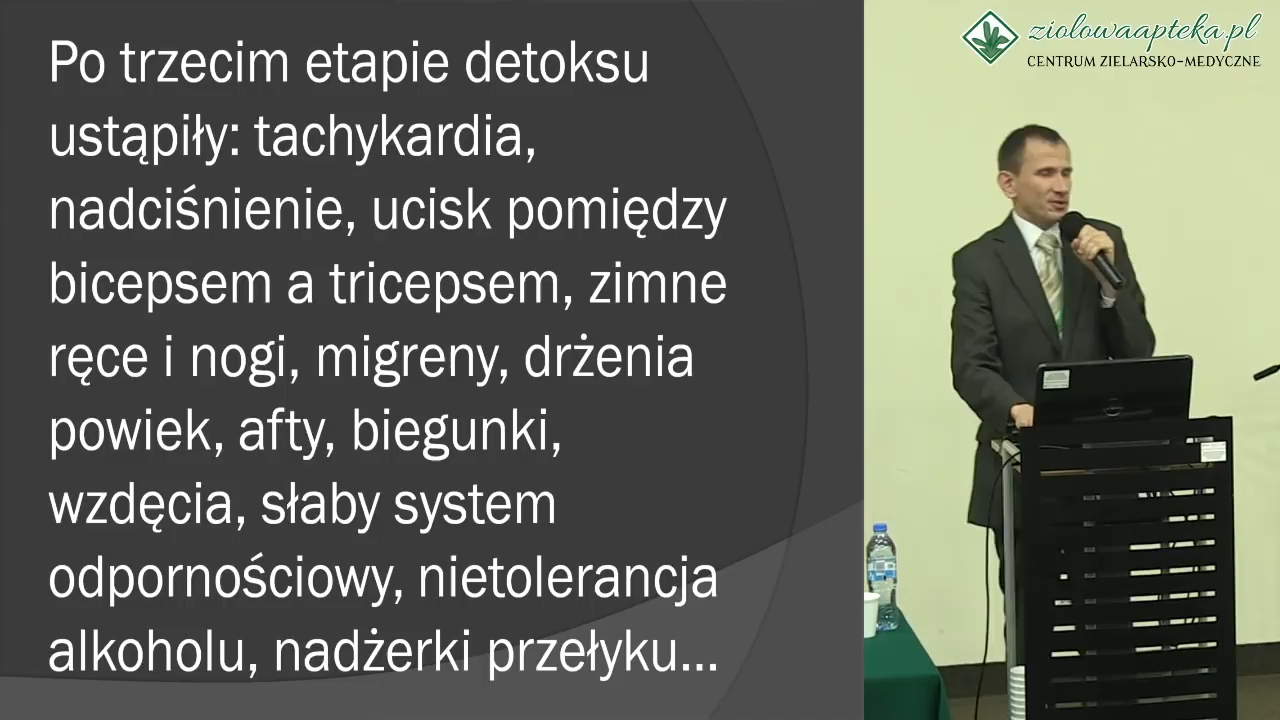 Po trzecim etapie detoksu
ustąpiły: tachykardia,
nadciśnienie, ucisk pomiędzy
bicepsem a tricepsem, zimne
ręce i nogi, migreny, drżenia
powiek, afty, biegunki,
wzdęcia, słaby system
odpornościowy, nietolerancja
alkoholu, nadżerki przełyku...
ziolowaapteka.pl
CENTRUM ZIELARSKO-MEDYCZNE